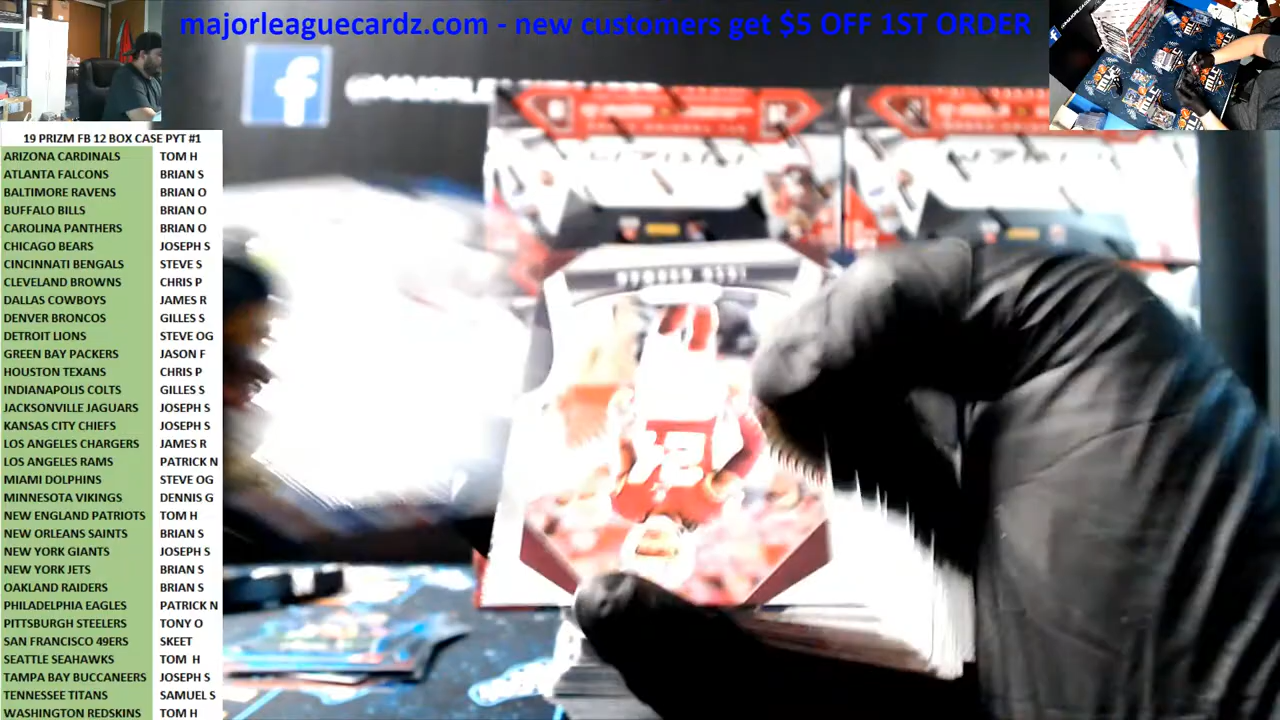 majorleaguecardz.com - new customers get $5 OFF 1ST ORDER
19 PRIZM FB 12 BOX CASE PYT #1
ARIZONA CARDINALS TOM H
ATLANTA FALCONS BRIAN S
BALTIMORE RAVENS BRIAN O
BUFFALO BILLS BRIAN O
CAROLINA PANTHERS BRIAN O
CHICAGO BEARS JOSEPH S
CINCINNATI BENGALS STEVE S
CLEVELAND BROWNS CHRIS P
DALLAS COWBOYS JAMES R
DENVER BRONCOS GILLES S
DETROIT LIONS STEVE OG
GREEN BAY PACKERS JASON F
HOUSTON TEXANS CHRIS P
INDIANAPOLIS COLTS GILLES S
JACKSONVILLE JAGUARS JOSEPH S
KANSAS CITY CHIEFS JOSEPH S
LOS ANGELES CHARGERS JAMES R
LOS ANGELES RAMS PATRICK N
MIAMI DOLPHINS STEVE OG
MINNESOTA VIKINGS DENNIS G
NEW ENGLAND PATRIOTS TOM H
NEW ORLEANS SAINTS BRIAN S
NEW YORK GIANTS JOSEPH S
NEW YORK JETS BRIAN S
OAKLAND RAIDERS BRIAN S
PHILADELPHIA EAGLES PATRICK N
PITTSBURGH STEELERS TONY O
SAN FRANCISCO 49ERS SKEET
SEATTLE SEAHAWKS TOM H
TAMPA BAY BUCCANEERS JOSEPH S
TENNESSEE TITANS SAMUEL S
WASHINGTON REDSKINS TOM H